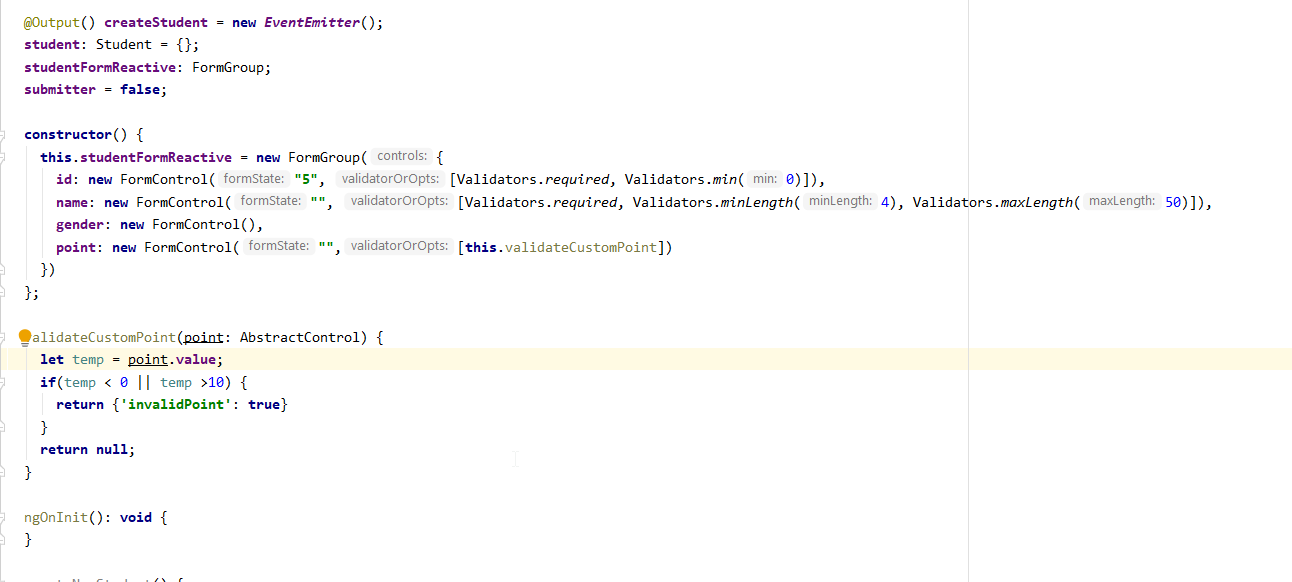 @Output() createStudent = new EventEmitter();
student: Student = {};
studentFormReactive: FormGroup;
submitter = false;
constructor() {
this.studentFormReactive = new FormGroup( controls: {
id: new FormControl( formState: "5", validatorOrOpts: [Validators.required, Validators.min( min: 0)]),
name: new FormControl( formState: "", validatorOrOpts: [Validators.required, Validators.minLength( minLength: 4), Validators.maxLength( maxLength: 50)]),
gender: new FormControl(),
point: new FormControl( formState: "", validatorOrOpts: [this.validateCustomPoint])
})
};
alidateCustomPoint(point: AbstractControl) {
let temp = point.value;
if(temp < 0 || temp >10) {
return {'invalidPoint': true}
}
return null;
}
ngOnInit(): void {
}